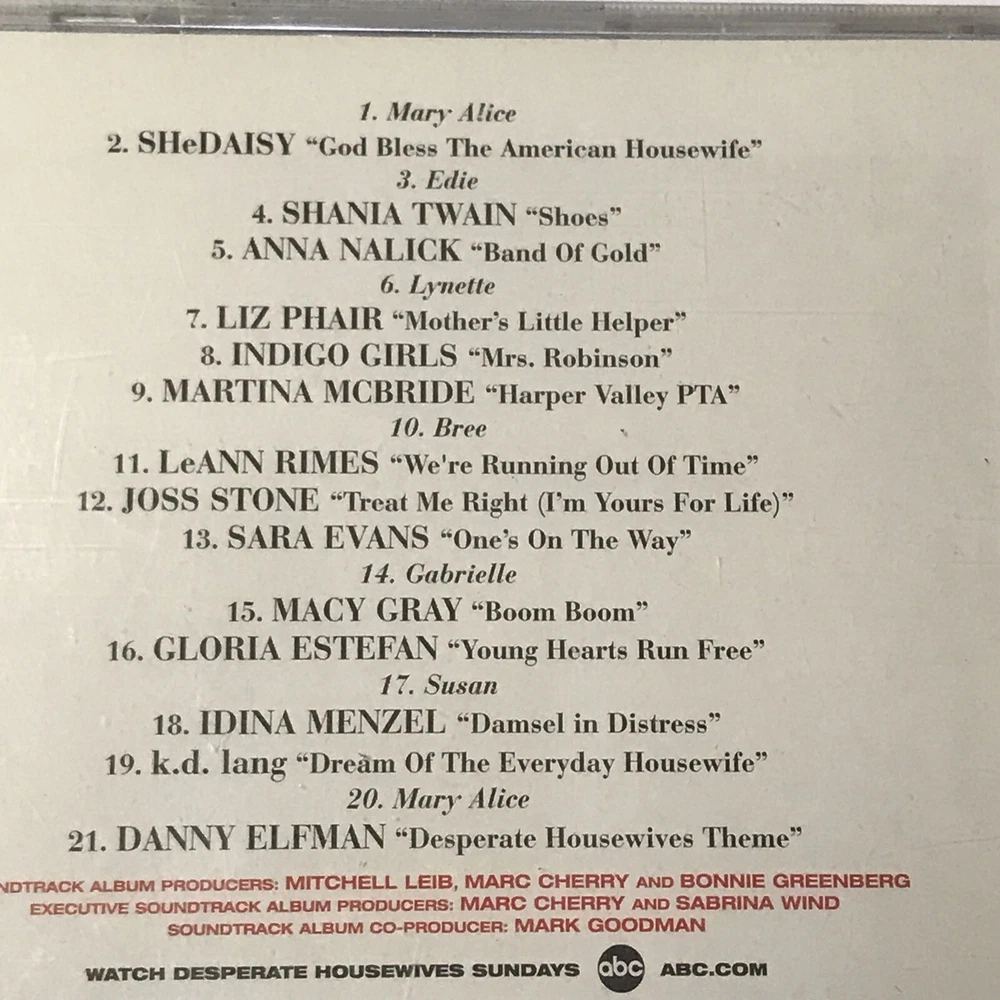 1. Mary Alice
2. SHeDAISY “God Bless The American Housewife”
3. Edie
4. SHANIA TWAIN “Shoes”
5. ANNA NALICK “Band Of Gold”
6. Lynette
7. LIZ PHAIR “Mother’s Little Helper”
8. INDIGO GIRLS “Mrs. Robinson”
9. MARTINA MCBRIDE “Harper Valley PTA”
10. Bree
11. LeANN RIMES “We're Running Out Of Time”
12. JOSS STONE “Treat Me Right (I’m Yours For Life)”
13. SARA EVANS “One’s On The Way”
14. Gabrielle
15. MACY GRAY “Boom Boom”
16. GLORIA ESTEFAN “Young Hearts Run Free”
17. Susan
18. IDINA MENZEL “Damsel in Distress”
19. k.d. lang “Dream Of The Everyday Housewife”
20. Mary Alice
21. DANNY ELFMAN “Desperate Housewives Theme”
NDTRACK ALBUM PRODUCERS: MITCHELL LEIB, MARC CHERRY AND BONNIE GREENBERG
EXECUTIVE SOUNDTRACK ALBUM PRODUCERS: MARC CHERRY AND SABRINA WIND
SOUNDTRACK ALBUM CO-PRODUCER: MARK GOODMAN
WATCH DESPERATE HOUSEWIVES SUNDAYS abc ABC.COM